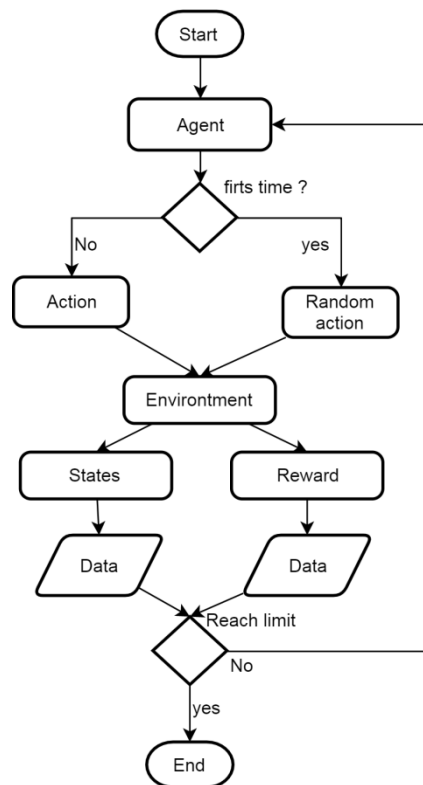 Start
Agent
firts time ?
No
yes
Action
Random
action
Environtment
States
Reward
Data
Data
Reach limit
No
yes
End